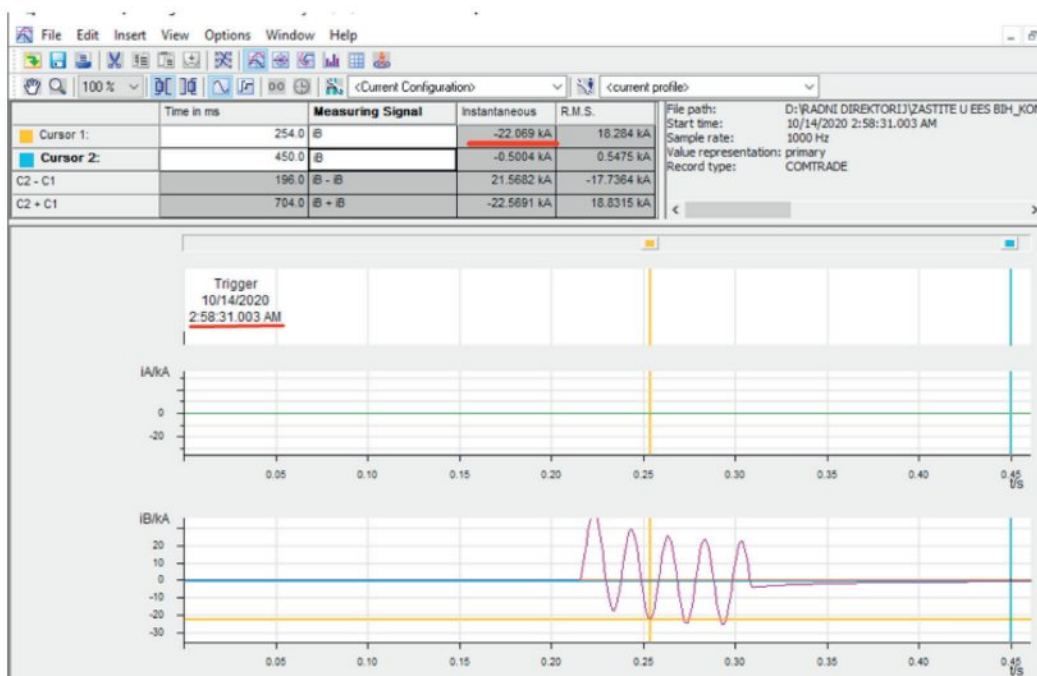 File Edit Insert View Options Window Help
100 % <Current Configuration> <current profile>
Time in ms Measuring Signal Instantaneous R.M.S.
Cursor 1: 254.0 iB -22.069 kA 18.284 kA
Cursor 2: 450.0 iB -0.5004 kA 0.5475 kA
C2 - C1 196.0 iB - iB 21.5682 kA -17.7364 kA
C2 + C1 704.0 iB + iB -22.5691 kA 18.8315 kA
File path: D:\RADNI DIREKTORIJ\ZASTITE U EES BIH_KON
Start time: 10/14/2020 2:58:31.003 AM
Sample rate: 1000 Hz
Value representation: primary
Record type: COMTRADE
Trigger
10/14/2020
2:58:31.003 AM
iA/kA
0
-20
0.05 0.10 0.15 0.20 0.25 0.30 0.35 0.40 0.45
t/s
iB/kA
20
10
0
-10
-20
-30
0.05 0.10 0.15 0.20 0.25 0.30 0.35 0.40 0.45
t/s